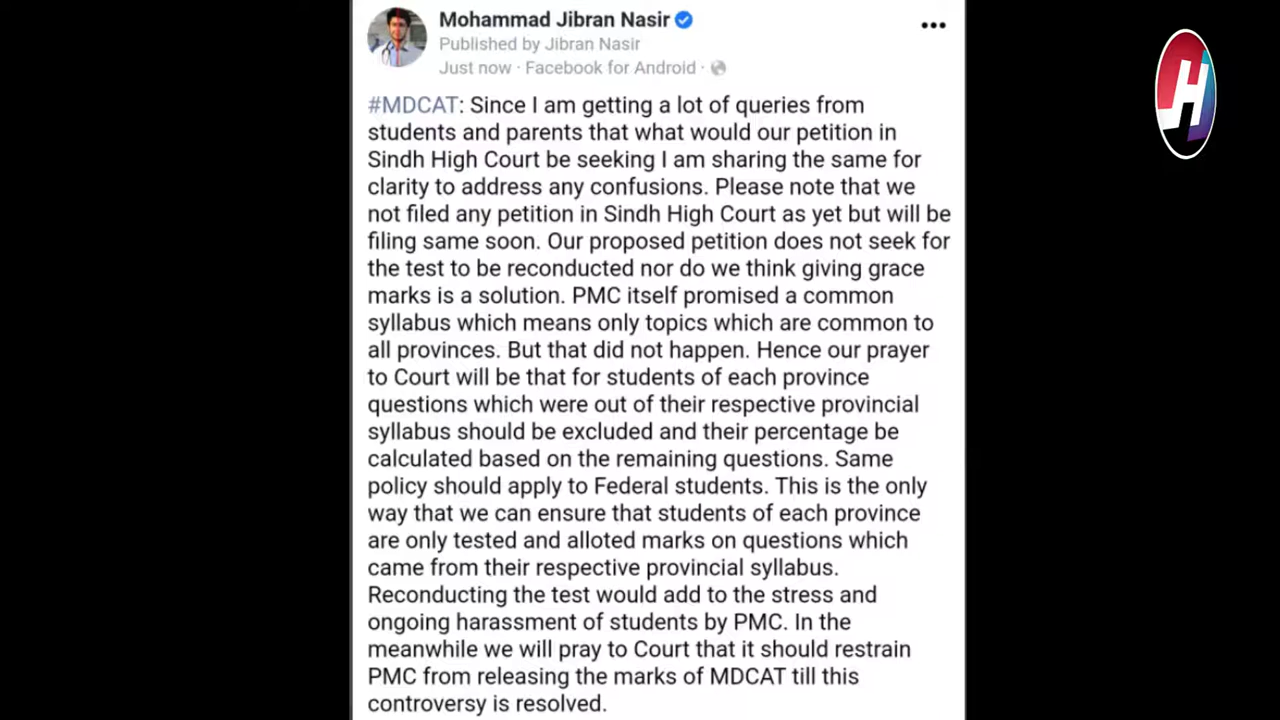 Mohammad Jibran Nasir
Published by Jibran Nasir
Just now · Facebook for Android ·
#MDCAT: Since I am getting a lot of queries from
students and parents that what would our petition in
Sindh High Court be seeking I am sharing the same for
clarity to address any confusions. Please note that we
not filed any petition in Sindh High Court as yet but will be
filing same soon. Our proposed petition does not seek for
the test to be reconducted nor do we think giving grace
marks is a solution. PMC itself promised a common
syllabus which means only topics which are common to
all provinces. But that did not happen. Hence our prayer
to Court will be that for students of each province
questions which were out of their respective provincial
syllabus should be excluded and their percentage be
calculated based on the remaining questions. Same
policy should apply to Federal students. This is the only
way that we can ensure that students of each province
are only tested and alloted marks on questions which
came from their respective provincial syllabus.
Reconducting the test would add to the stress and
ongoing harassment of students by PMC. In the
meanwhile we will pray to Court that it should restrain
PMC from releasing the marks of MDCAT till this
controversy is resolved.
H